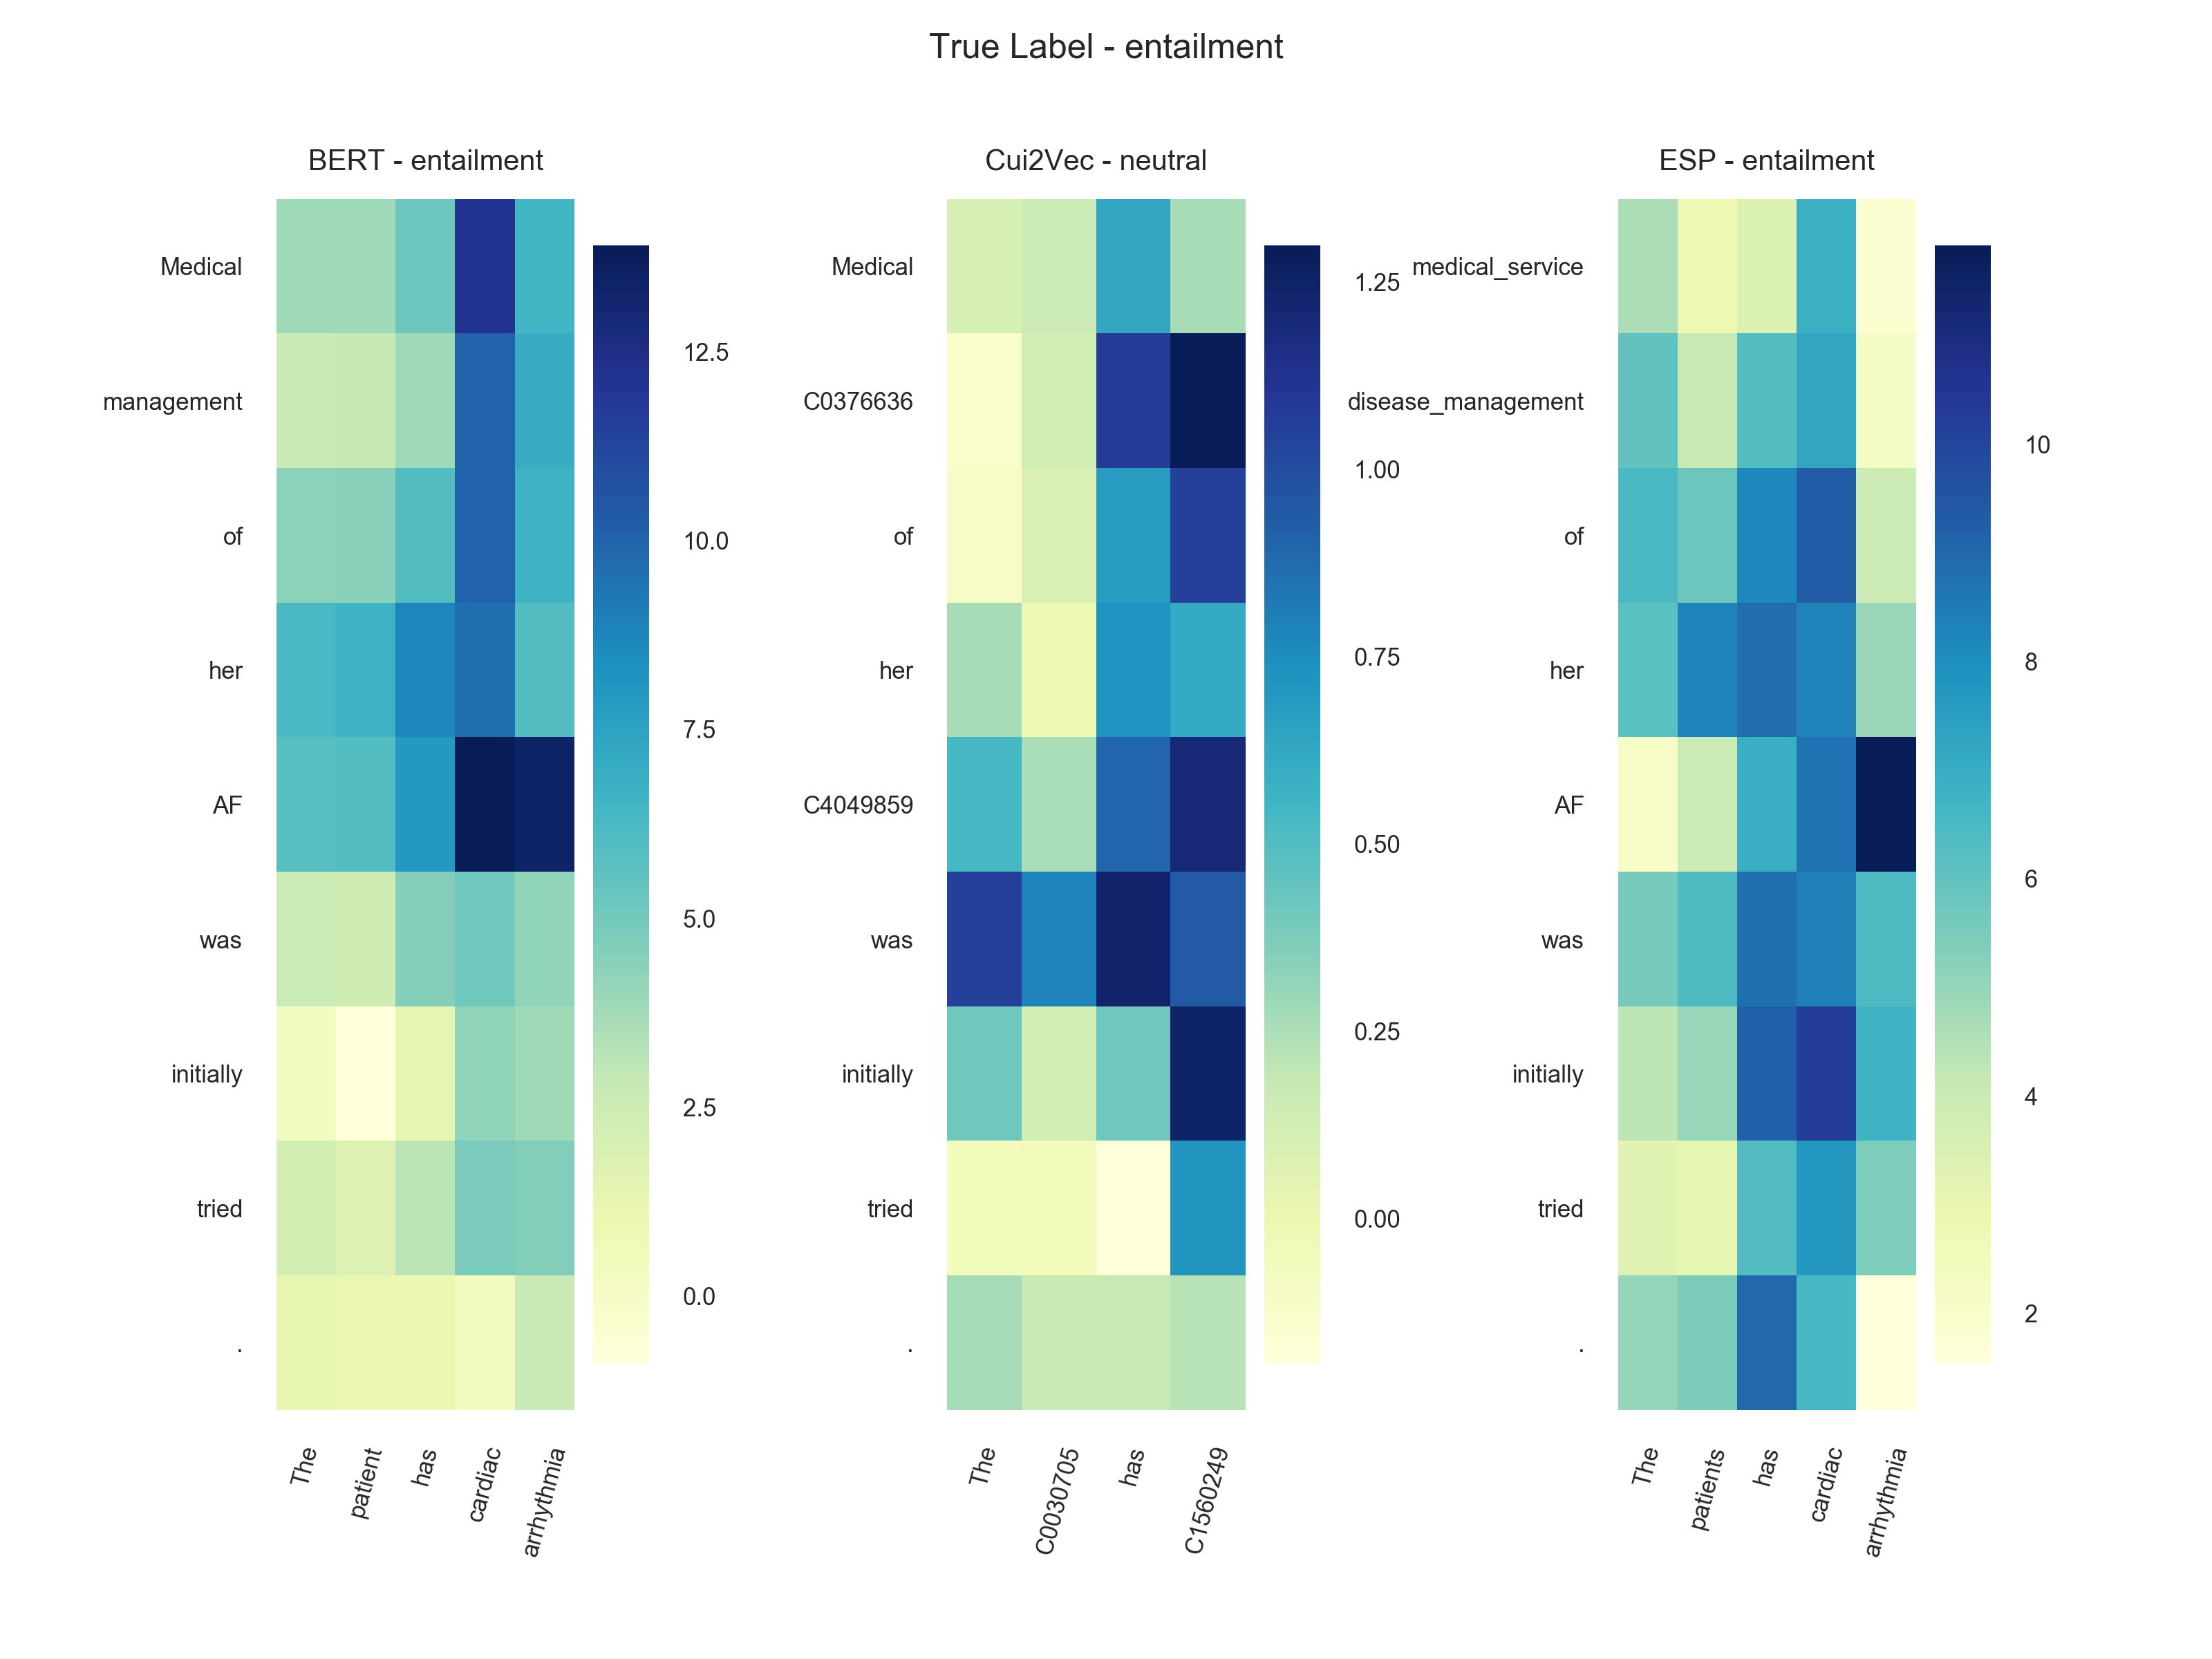 True Label - entailment
BERT - entailment
Medical
management
of
her
AF
was
initially
tried
.
The
patient
has
cardiac
arrhythmia
12.5
10.0
7.5
5.0
2.5
0.0
Cui2Vec - neutral
Medical
C0376636
of
her
C4049859
was
initially
tried
.
The
C0030705
has
C1560249
1.25
1.00
0.75
0.50
0.25
0.00
ESP - entailment
medical_service
disease_management
of
her
AF
was
initially
tried
.
The
patients
has
cardiac
arrhythmia
10
8
6
4
2